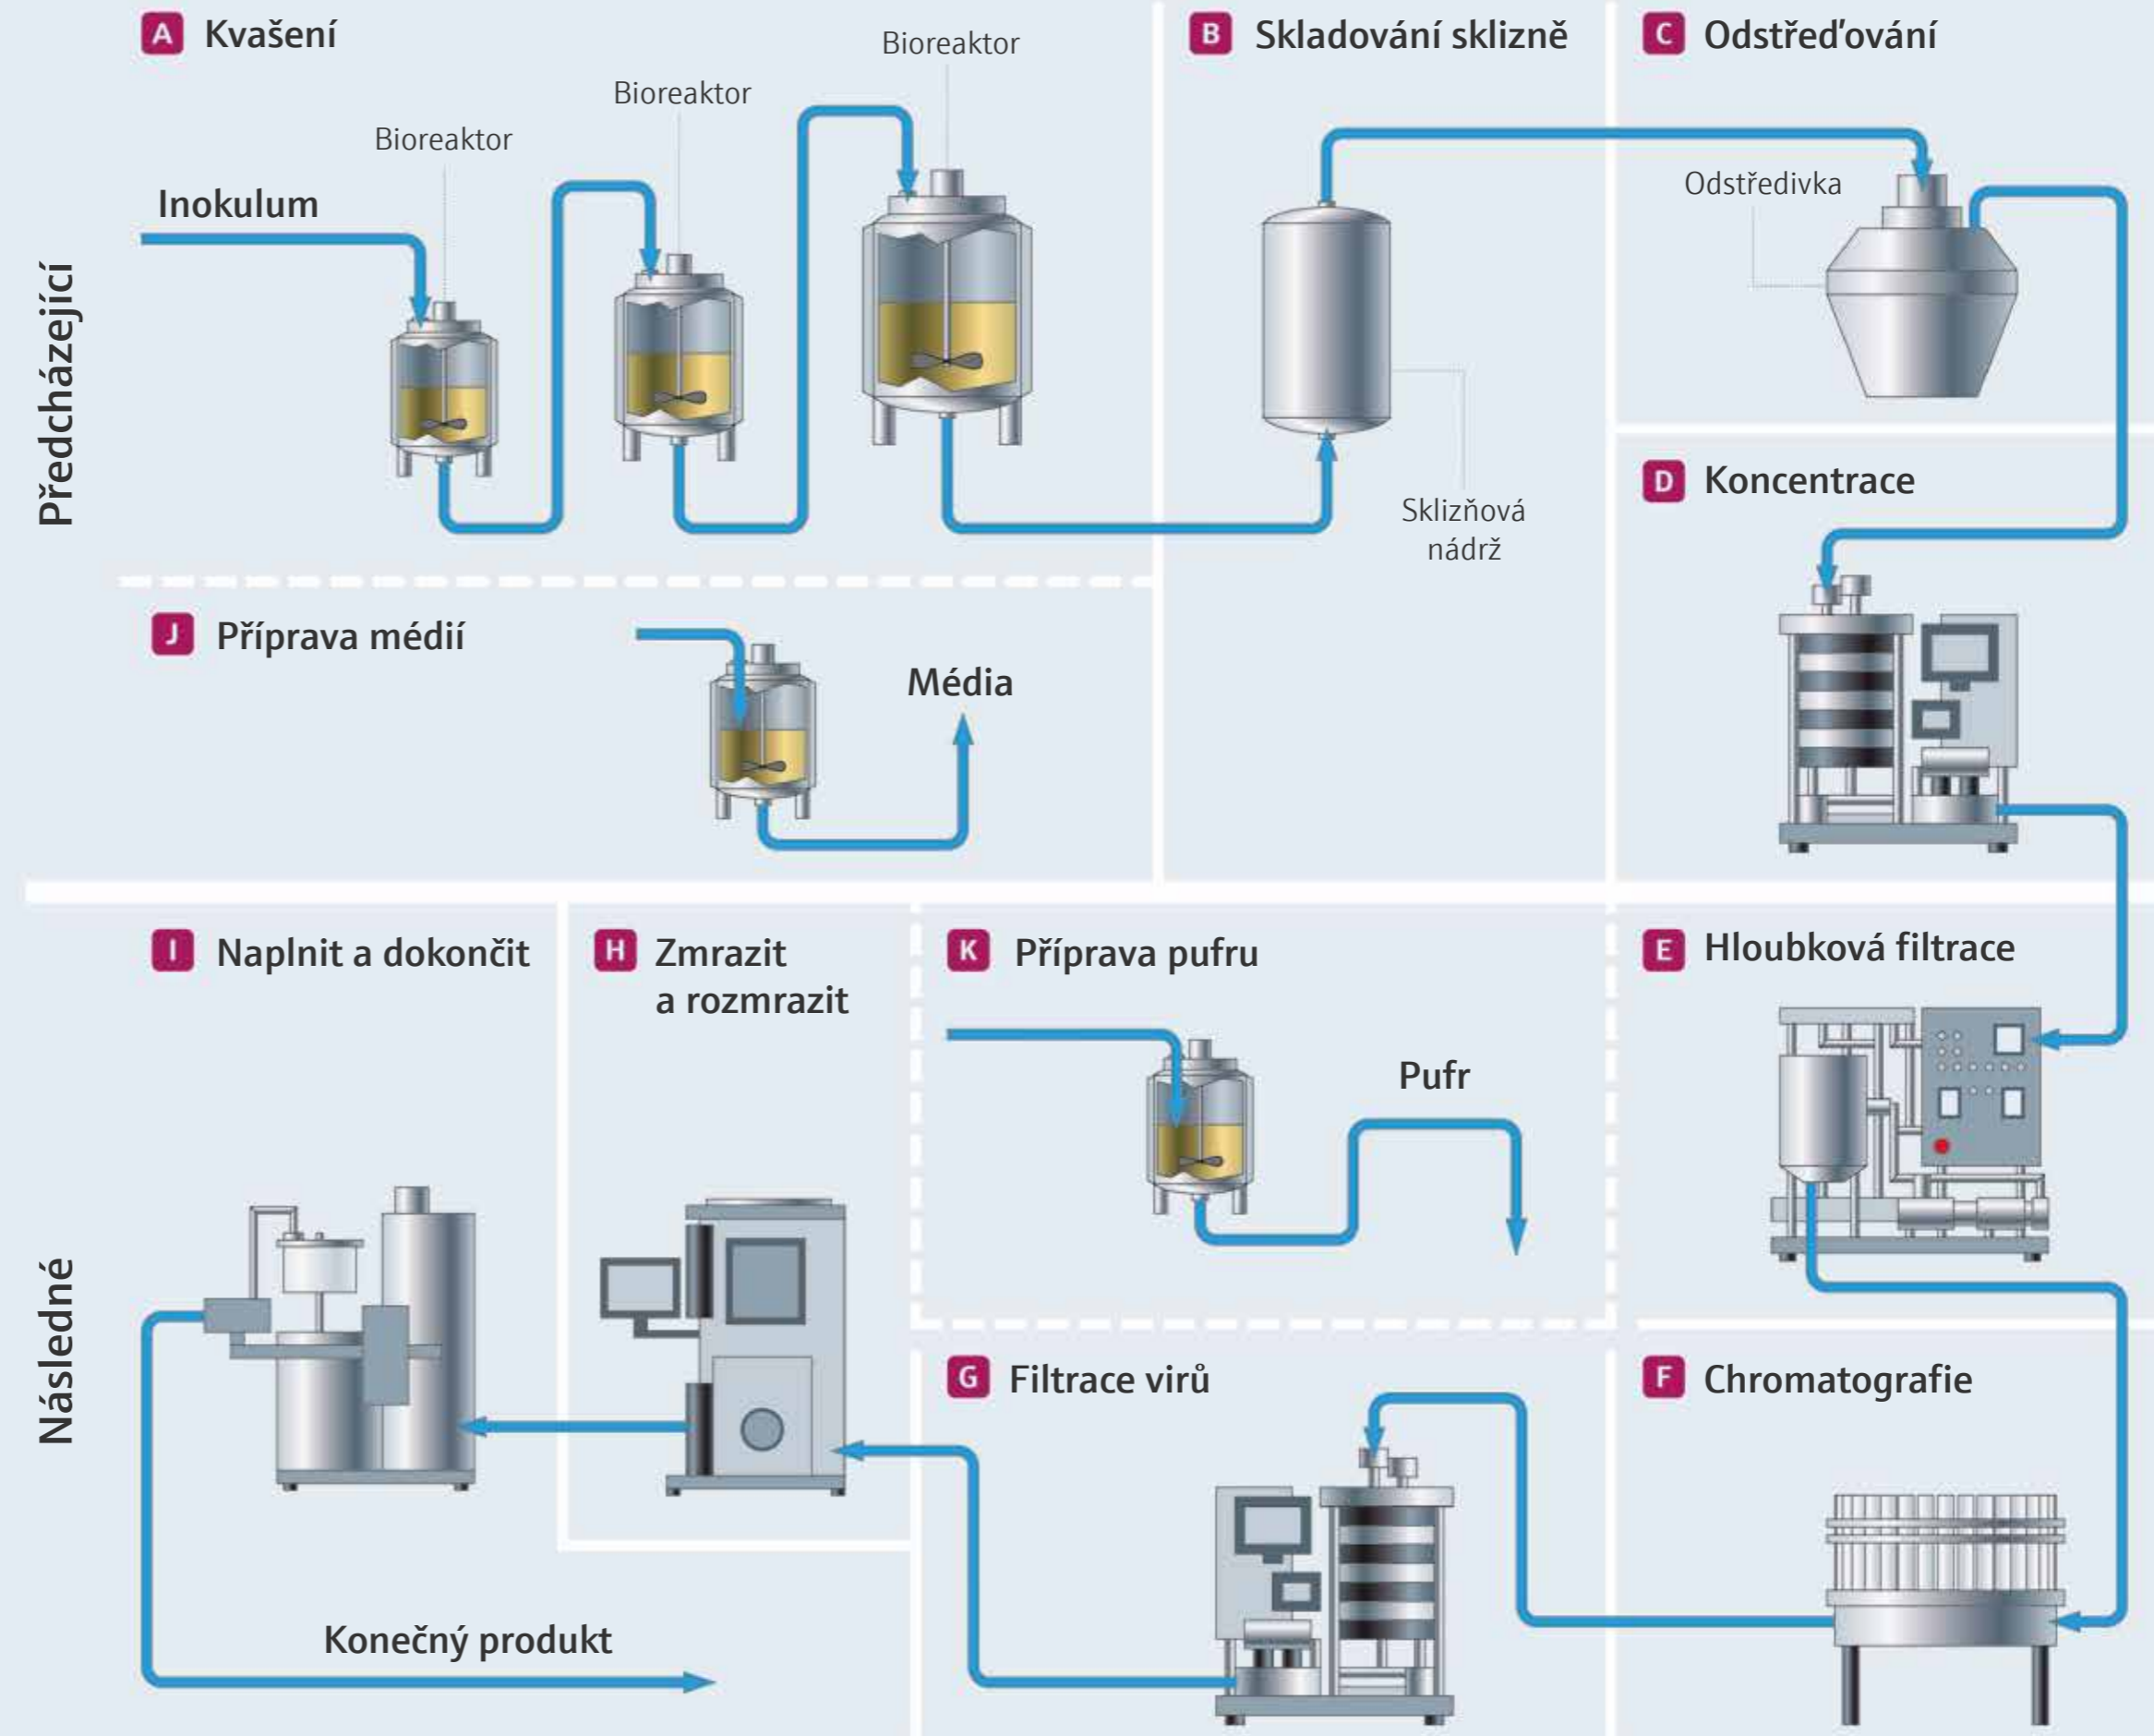 Předcházející
A Kvašení
Bioreaktor
Bioreaktor
Bioreaktor
Inokulum
B Skladování sklizně
Sklizňová
nádrž
C Odstřeďování
Odstředivka
D Koncentrace
J Příprava médií
Média
Následné
I Naplnit a dokončit
H Zmrazit
a rozmrazit
K Příprava pufru
Pufr
E Hloubková filtrace
G Filtrace virů
F Chromatografie
Konečný produkt